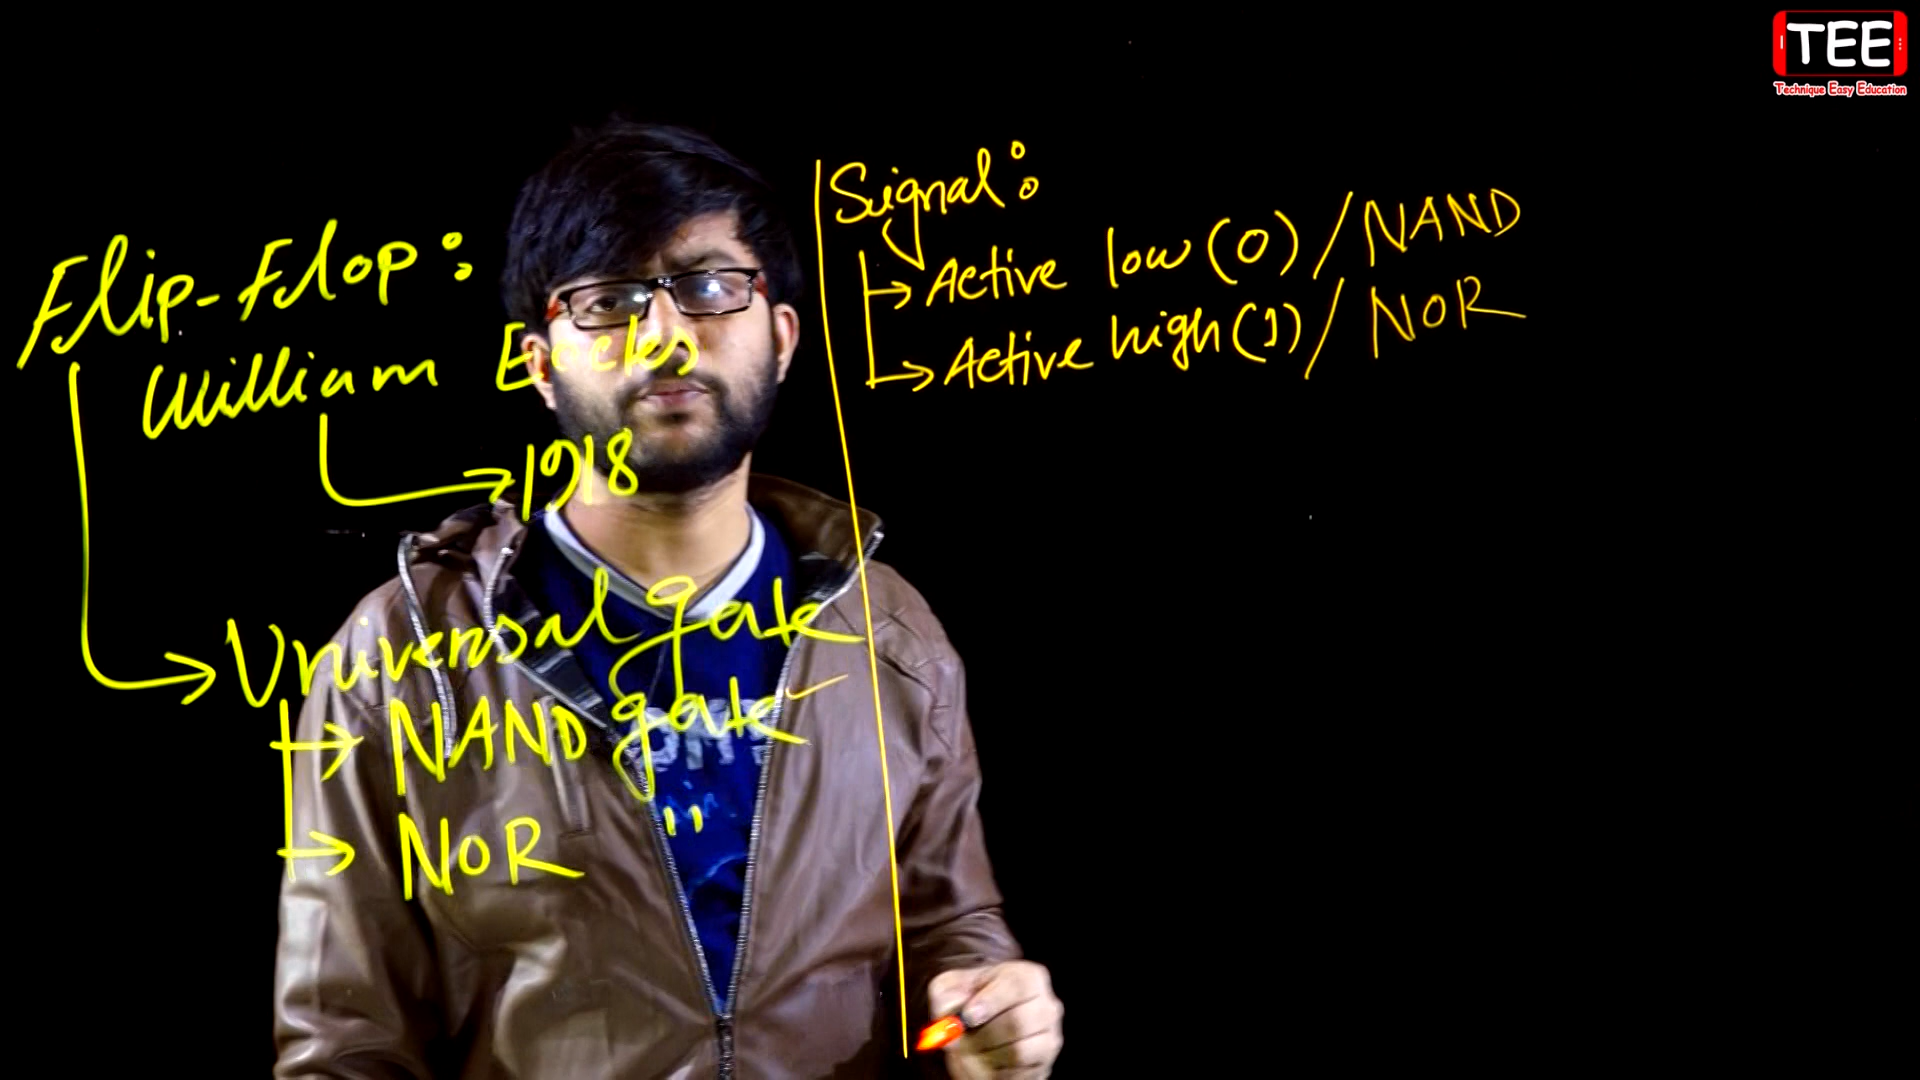 TEE
Technique Easy Education
Flip-Flop:
William Eccles
1918
Universal gate
NAND gate
NOR "
Signal:
Active low (0) / NAND
Active high (1) / NOR